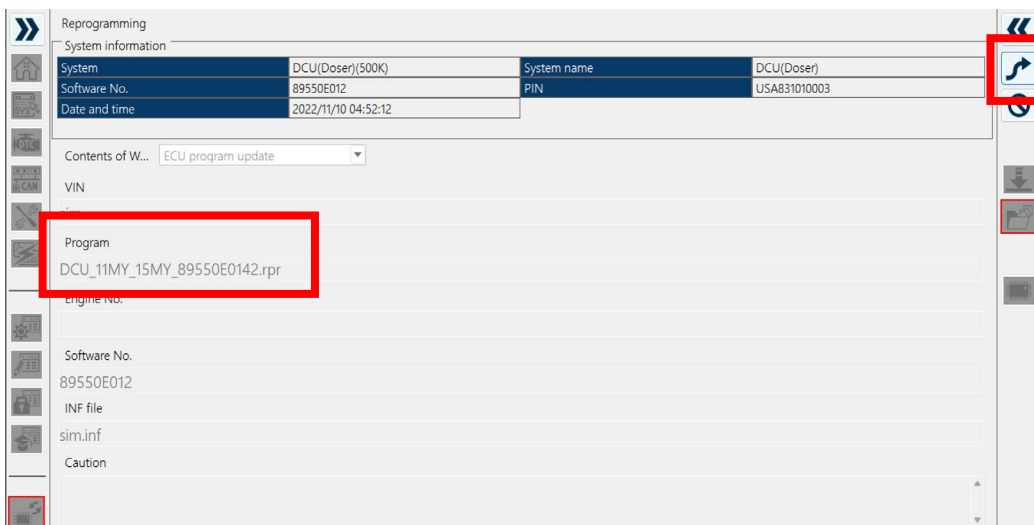 Reprogramming
System information
System DCU(Doser)(500K) System name DCU(Doser)
Software No. 89550E012 PIN USA831010003
Date and time 2022/11/10 04:52:12
Contents of W... ECU program update
VIN
Program
DCU_11MY_15MY_89550E0142.rpr
Engine No.
Software No.
89550E012
INF file
sim.inf
Caution
DTC
CAN